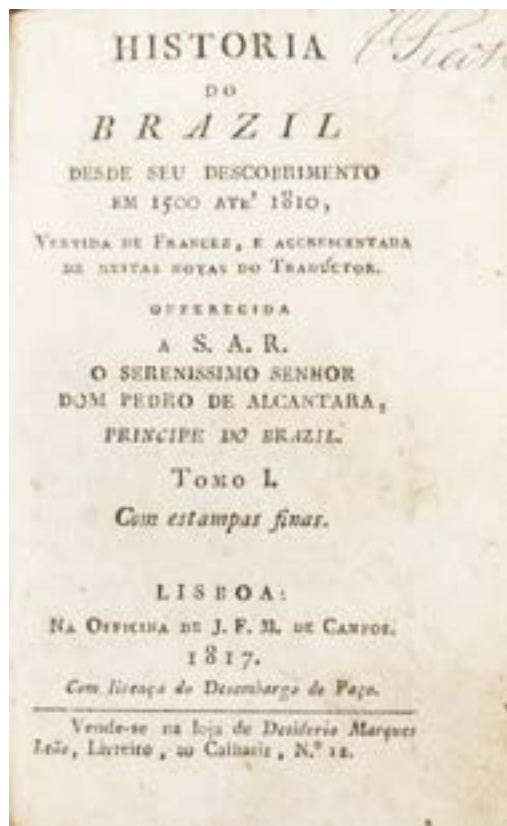 HISTORIA
DO
BRAZIL
DESDE SEU DESCOBRIMENTO
EM 1500 ATE' 1810,
VERTIDA DE FRANCEZ, E ACCRESCENTADA
DE MUITAS NOTAS DO TRADUCTOR.
OFFERECIDA
A S. A. R.
O SERENISSIMO SENHOR
DOM PEDRO DE ALCANTARA,
PRINCIPE DO BRAZIL.
TOMO I.
Com estampas finas.
LISBOA:
NA OFFICINA DE J. F. M. DE CAMPOS.
1817.
Com licença do Desembargo do Paço.
Vende-se na loja de Desiderio Marques
Leão, Livreiro, ao Calhariz, N.º 12.